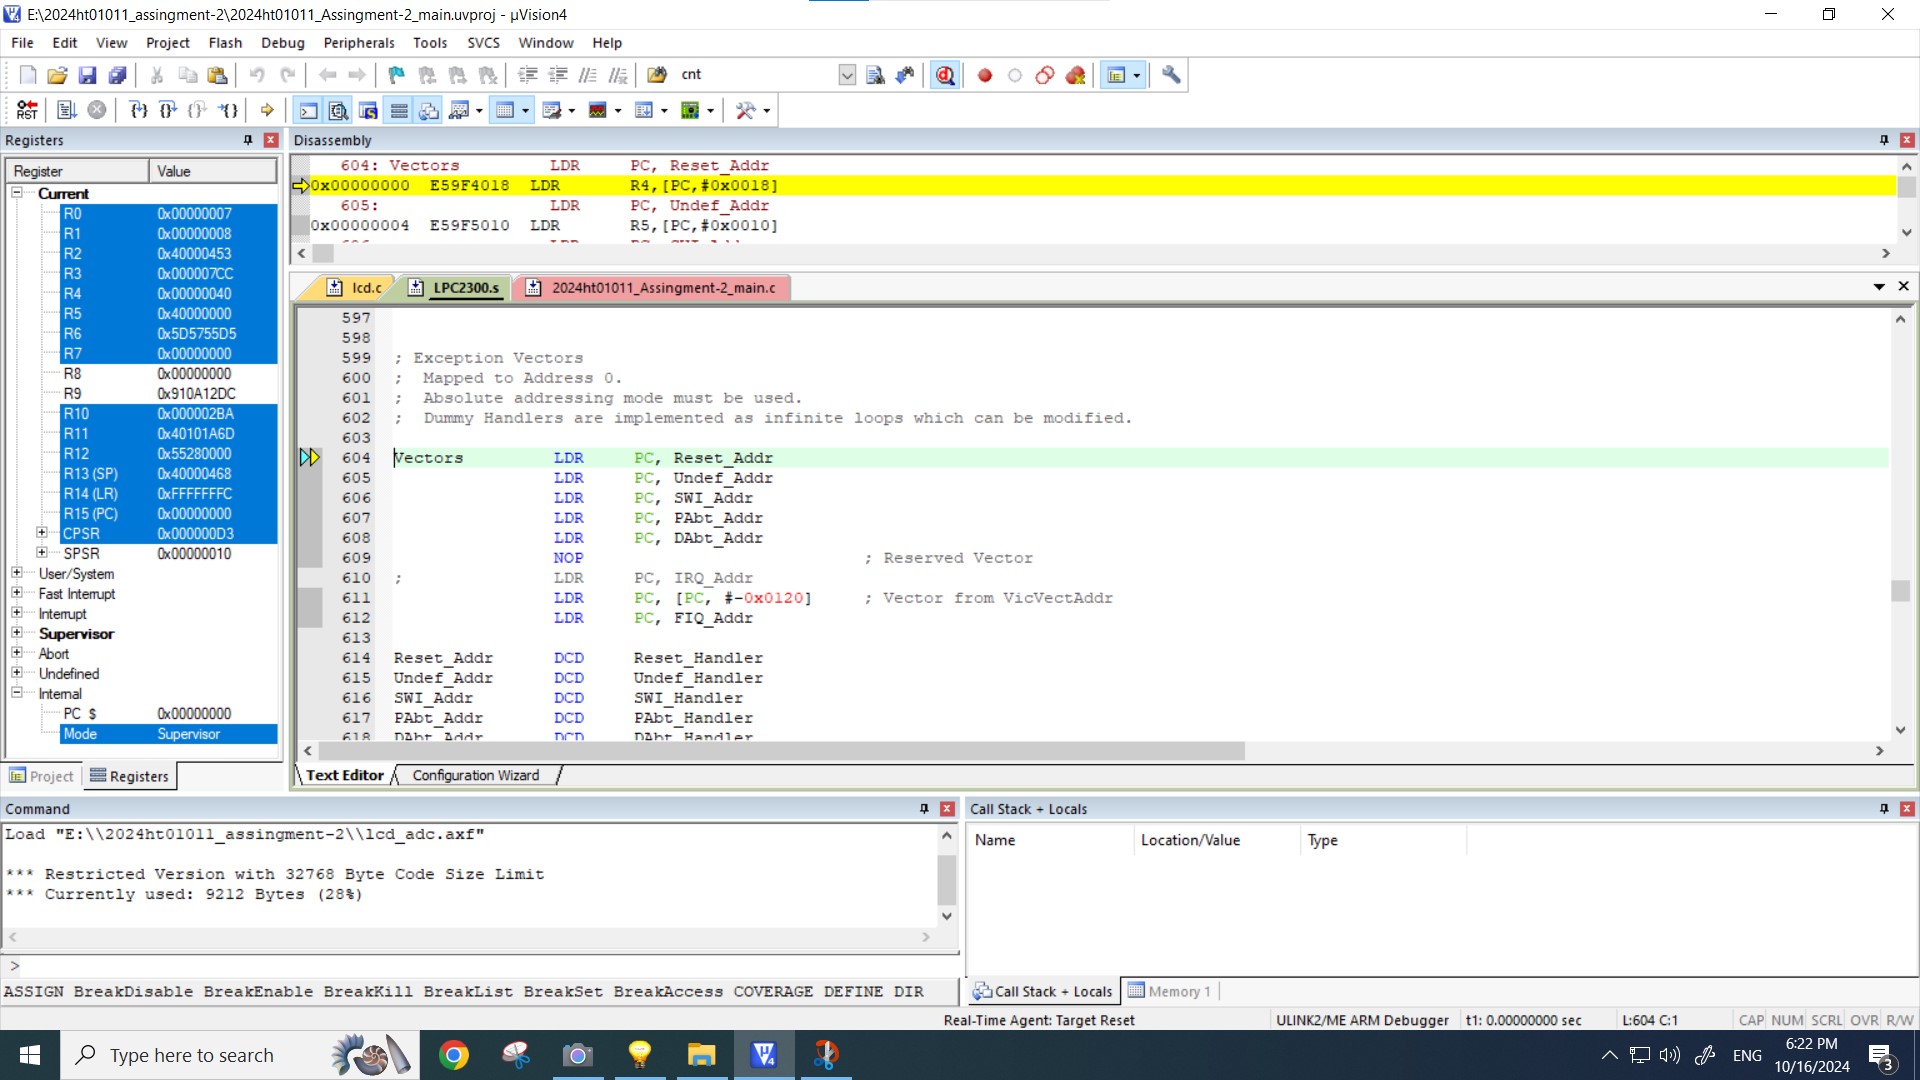 E:\2024ht01011_assingment-2\2024ht01011_Assingment-2_main.uvproj - µVision4
File Edit View Project Flash Debug Peripherals Tools SVCS Window Help
cnt
RST
Registers
Register Value
Current
R0 0x00000007
R1 0x00000008
R2 0x40000453
R3 0x000007CC
R4 0x00000040
R5 0x40000000
R6 0x5D5755D5
R7 0x00000000
R8 0x00000000
R9 0x910A12DC
R10 0x000002BA
R11 0x40101A6D
R12 0x55280000
R13 (SP) 0x40000468
R14 (LR) 0xFFFFFFFC
R15 (PC) 0x00000000
CPSR 0x000000D3
SPSR 0x00000010
User/System
Fast Interrupt
Interrupt
Supervisor
Abort
Undefined
Internal
PC $ 0x00000000
Mode Supervisor
Project Registers
Disassembly
604: Vectors LDR PC, Reset_Addr
0x00000000 E59F4018 LDR R4,[PC,#0x0018]
605: LDR PC, Undef_Addr
0x00000004 E59F5010 LDR R5,[PC,#0x0010]
lcd.c LPC2300.s 2024ht01011_Assingment-2_main.c
597
598
599 ; Exception Vectors
600 ; Mapped to Address 0.
601 ; Absolute addressing mode must be used.
602 ; Dummy Handlers are implemented as infinite loops which can be modified.
603
604 Vectors LDR PC, Reset_Addr
605 LDR PC, Undef_Addr
606 LDR PC, SWI_Addr
607 LDR PC, PAbt_Addr
608 LDR PC, DAbt_Addr
609 NOP ; Reserved Vector
610 ; LDR PC, IRQ_Addr
611 LDR PC, [PC, #-0x0120] ; Vector from VicVectAddr
612 LDR PC, FIQ_Addr
613
614 Reset_Addr DCD Reset_Handler
615 Undef_Addr DCD Undef_Handler
616 SWI_Addr DCD SWI_Handler
617 PAbt_Addr DCD PAbt_Handler
618 DAbt_Addr DCD DAbt_Handler
Text Editor Configuration Wizard
Command
Load "E:\\2024ht01011_assingment-2\\lcd_adc.axf"
*** Restricted Version with 32768 Byte Code Size Limit
*** Currently used: 9212 Bytes (28%)
>
ASSIGN BreakDisable BreakEnable BreakKill BreakList BreakSet BreakAccess COVERAGE DEFINE DIR
Call Stack + Locals
Name Location/Value Type
Call Stack + Locals Memory 1
Real-Time Agent: Target Reset ULINK2/ME ARM Debugger t1: 0.00000000 sec L:604 C:1 CAP NUM SCRL OVR R/W
Type here to search
ENG
6:22 PM
10/16/2024
3